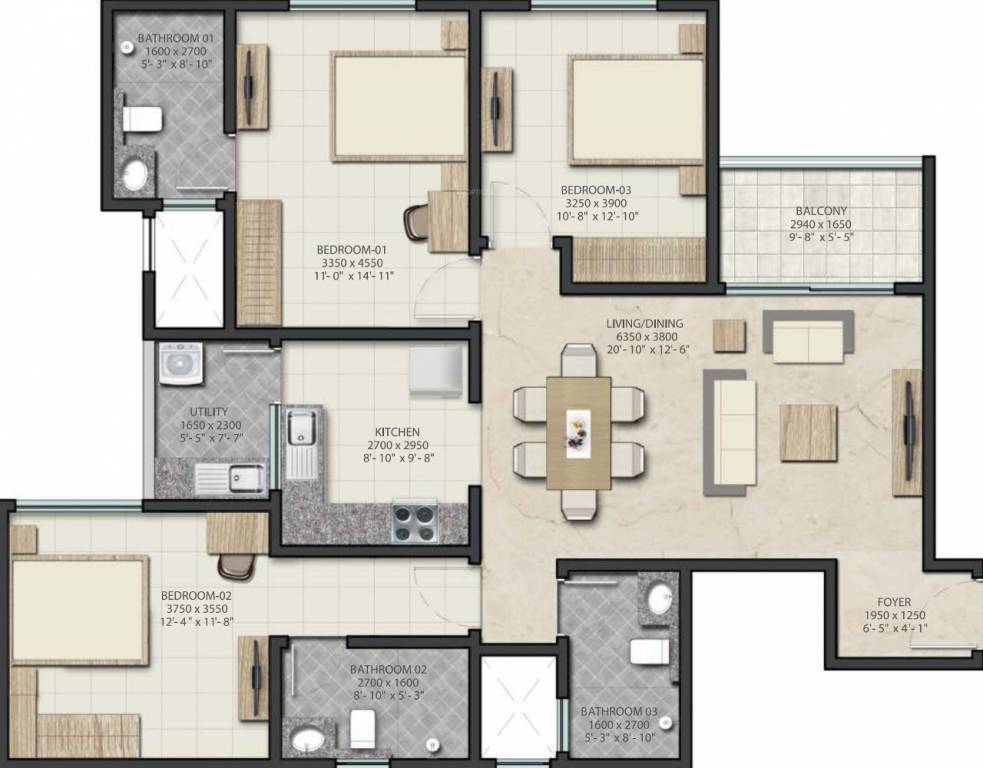 BATHROOM 01
1600 x 2700
5'- 3" x 8'- 10"
BEDROOM-01
3350 x 4550
11'- 0" x 14'- 11"
BEDROOM-03
3250 x 3900
10'- 8" x 12'- 10"
BALCONY
2940 x 1650
9'- 8" x 5'- 5"
LIVING/DINING
6350 x 3800
20'- 10" x 12'- 6"
UTILITY
1650 x 2300
5'- 5" x 7'- 7"
KITCHEN
2700 x 2950
8'- 10" x 9'- 8"
BEDROOM-02
3750 x 3550
12'- 4" x 11'- 8"
FOYER
1950 x 1250
6'- 5" x 4'- 1"
BATHROOM 02
2700 x 1600
8'- 10" x 5'- 3"
BATHROOM 03
1600 x 2700
5'- 3" x 8'- 10"